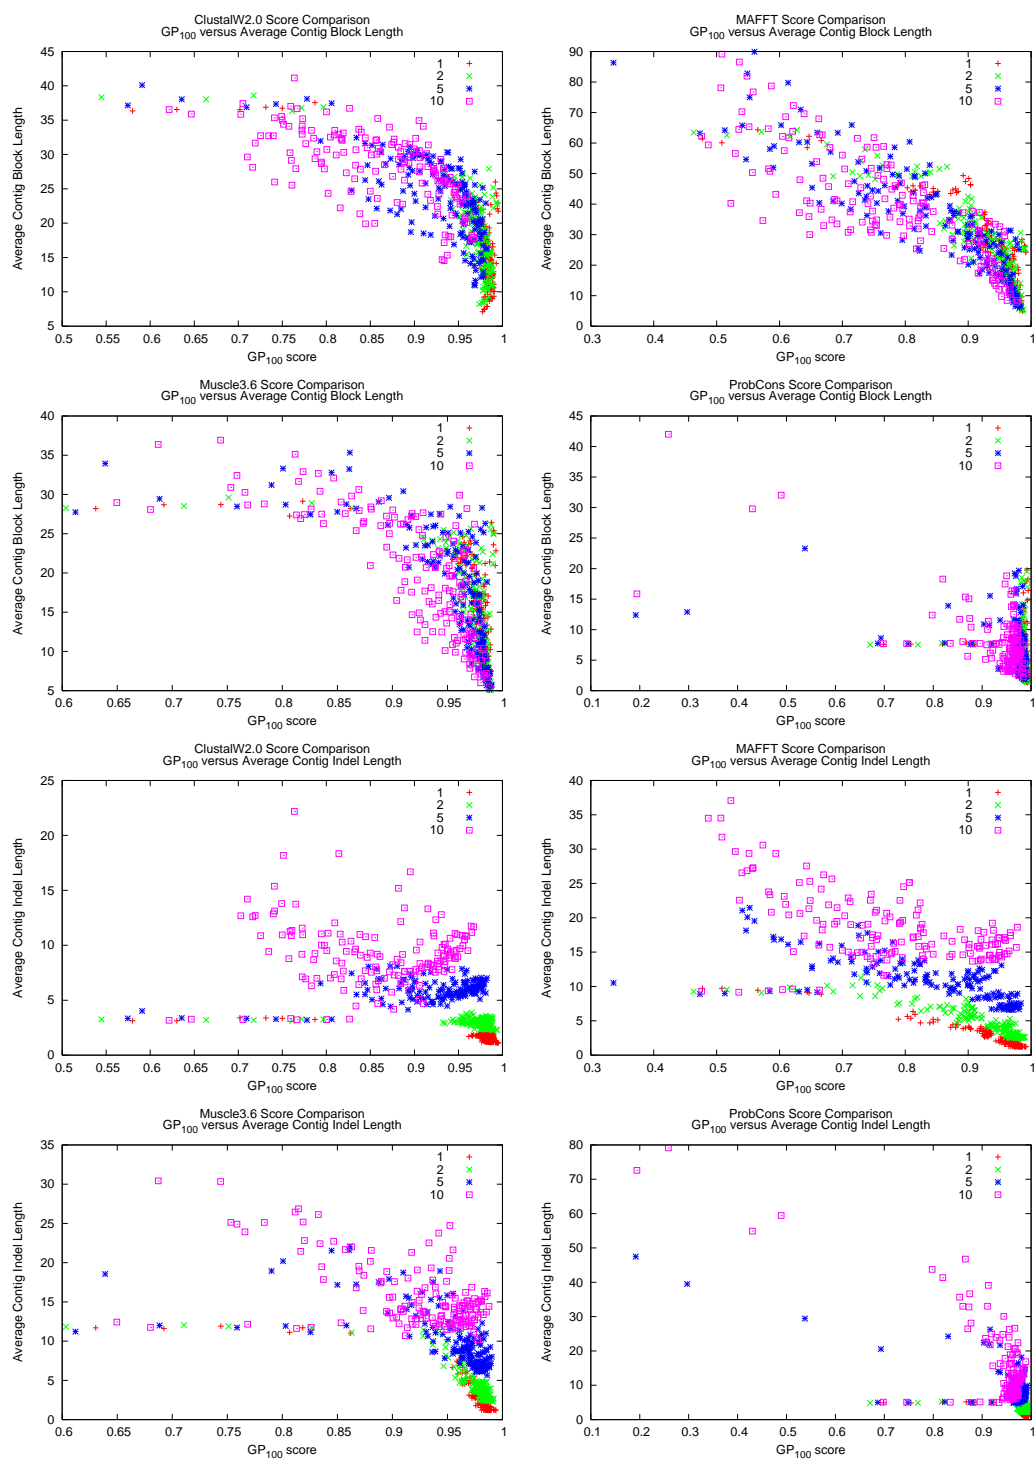 ClustalW2.0 Score Comparison
GP100 versus Average Contig Block Length
Average Contig Block Length
45
40
35
30
25
20
15
10
5
0.5 0.55 0.6 0.65 0.7 0.75 0.8 0.85 0.9 0.95 1
GP100 score
1
2
5
10
MAFFT Score Comparison
GP100 versus Average Contig Block Length
Average Contig Block Length
90
80
70
60
50
40
30
20
10
0
0.3 0.4 0.5 0.6 0.7 0.8 0.9 1
GP100 score
1
2
5
10
Muscle3.6 Score Comparison
GP100 versus Average Contig Block Length
Average Contig Block Length
40
35
30
25
20
15
10
5
0.6 0.65 0.7 0.75 0.8 0.85 0.9 0.95 1
GP100 score
1
2
5
10
ProbCons Score Comparison
GP100 versus Average Contig Block Length
Average Contig Block Length
45
40
35
30
25
20
15
10
5
0
0.1 0.2 0.3 0.4 0.5 0.6 0.7 0.8 0.9 1
GP100 score
1
2
5
10
ClustalW2.0 Score Comparison
GP100 versus Average Contig Indel Length
Average Contig Indel Length
25
20
15
10
5
0
0.5 0.55 0.6 0.65 0.7 0.75 0.8 0.85 0.9 0.95 1
GP100 score
1
2
5
10
MAFFT Score Comparison
GP100 versus Average Contig Indel Length
Average Contig Indel Length
40
35
30
25
20
15
10
5
0
0.3 0.4 0.5 0.6 0.7 0.8 0.9 1
GP100 score
1
2
5
10
Muscle3.6 Score Comparison
GP100 versus Average Contig Indel Length
Average Contig Indel Length
35
30
25
20
15
10
5
0
0.6 0.65 0.7 0.75 0.8 0.85 0.9 0.95 1
GP100 score
1
2
5
10
ProbCons Score Comparison
GP100 versus Average Contig Indel Length
Average Contig Indel Length
80
70
60
50
40
30
20
10
0
0.1 0.2 0.3 0.4 0.5 0.6 0.7 0.8 0.9 1
GP100 score
1
2
5
10